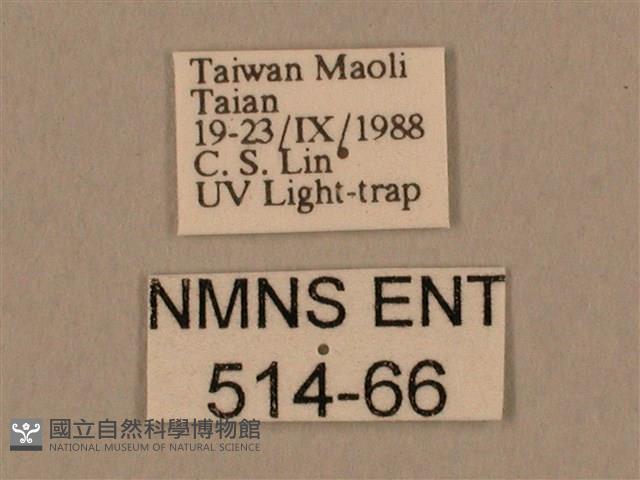 Taiwan Maoli
Taian
19-23/IX/1988
C. S. Lin
UV Light-trap
NMNS ENT
514-66
國立自然科學博物館
NATIONAL MUSEUM OF NATURAL SCIENCE